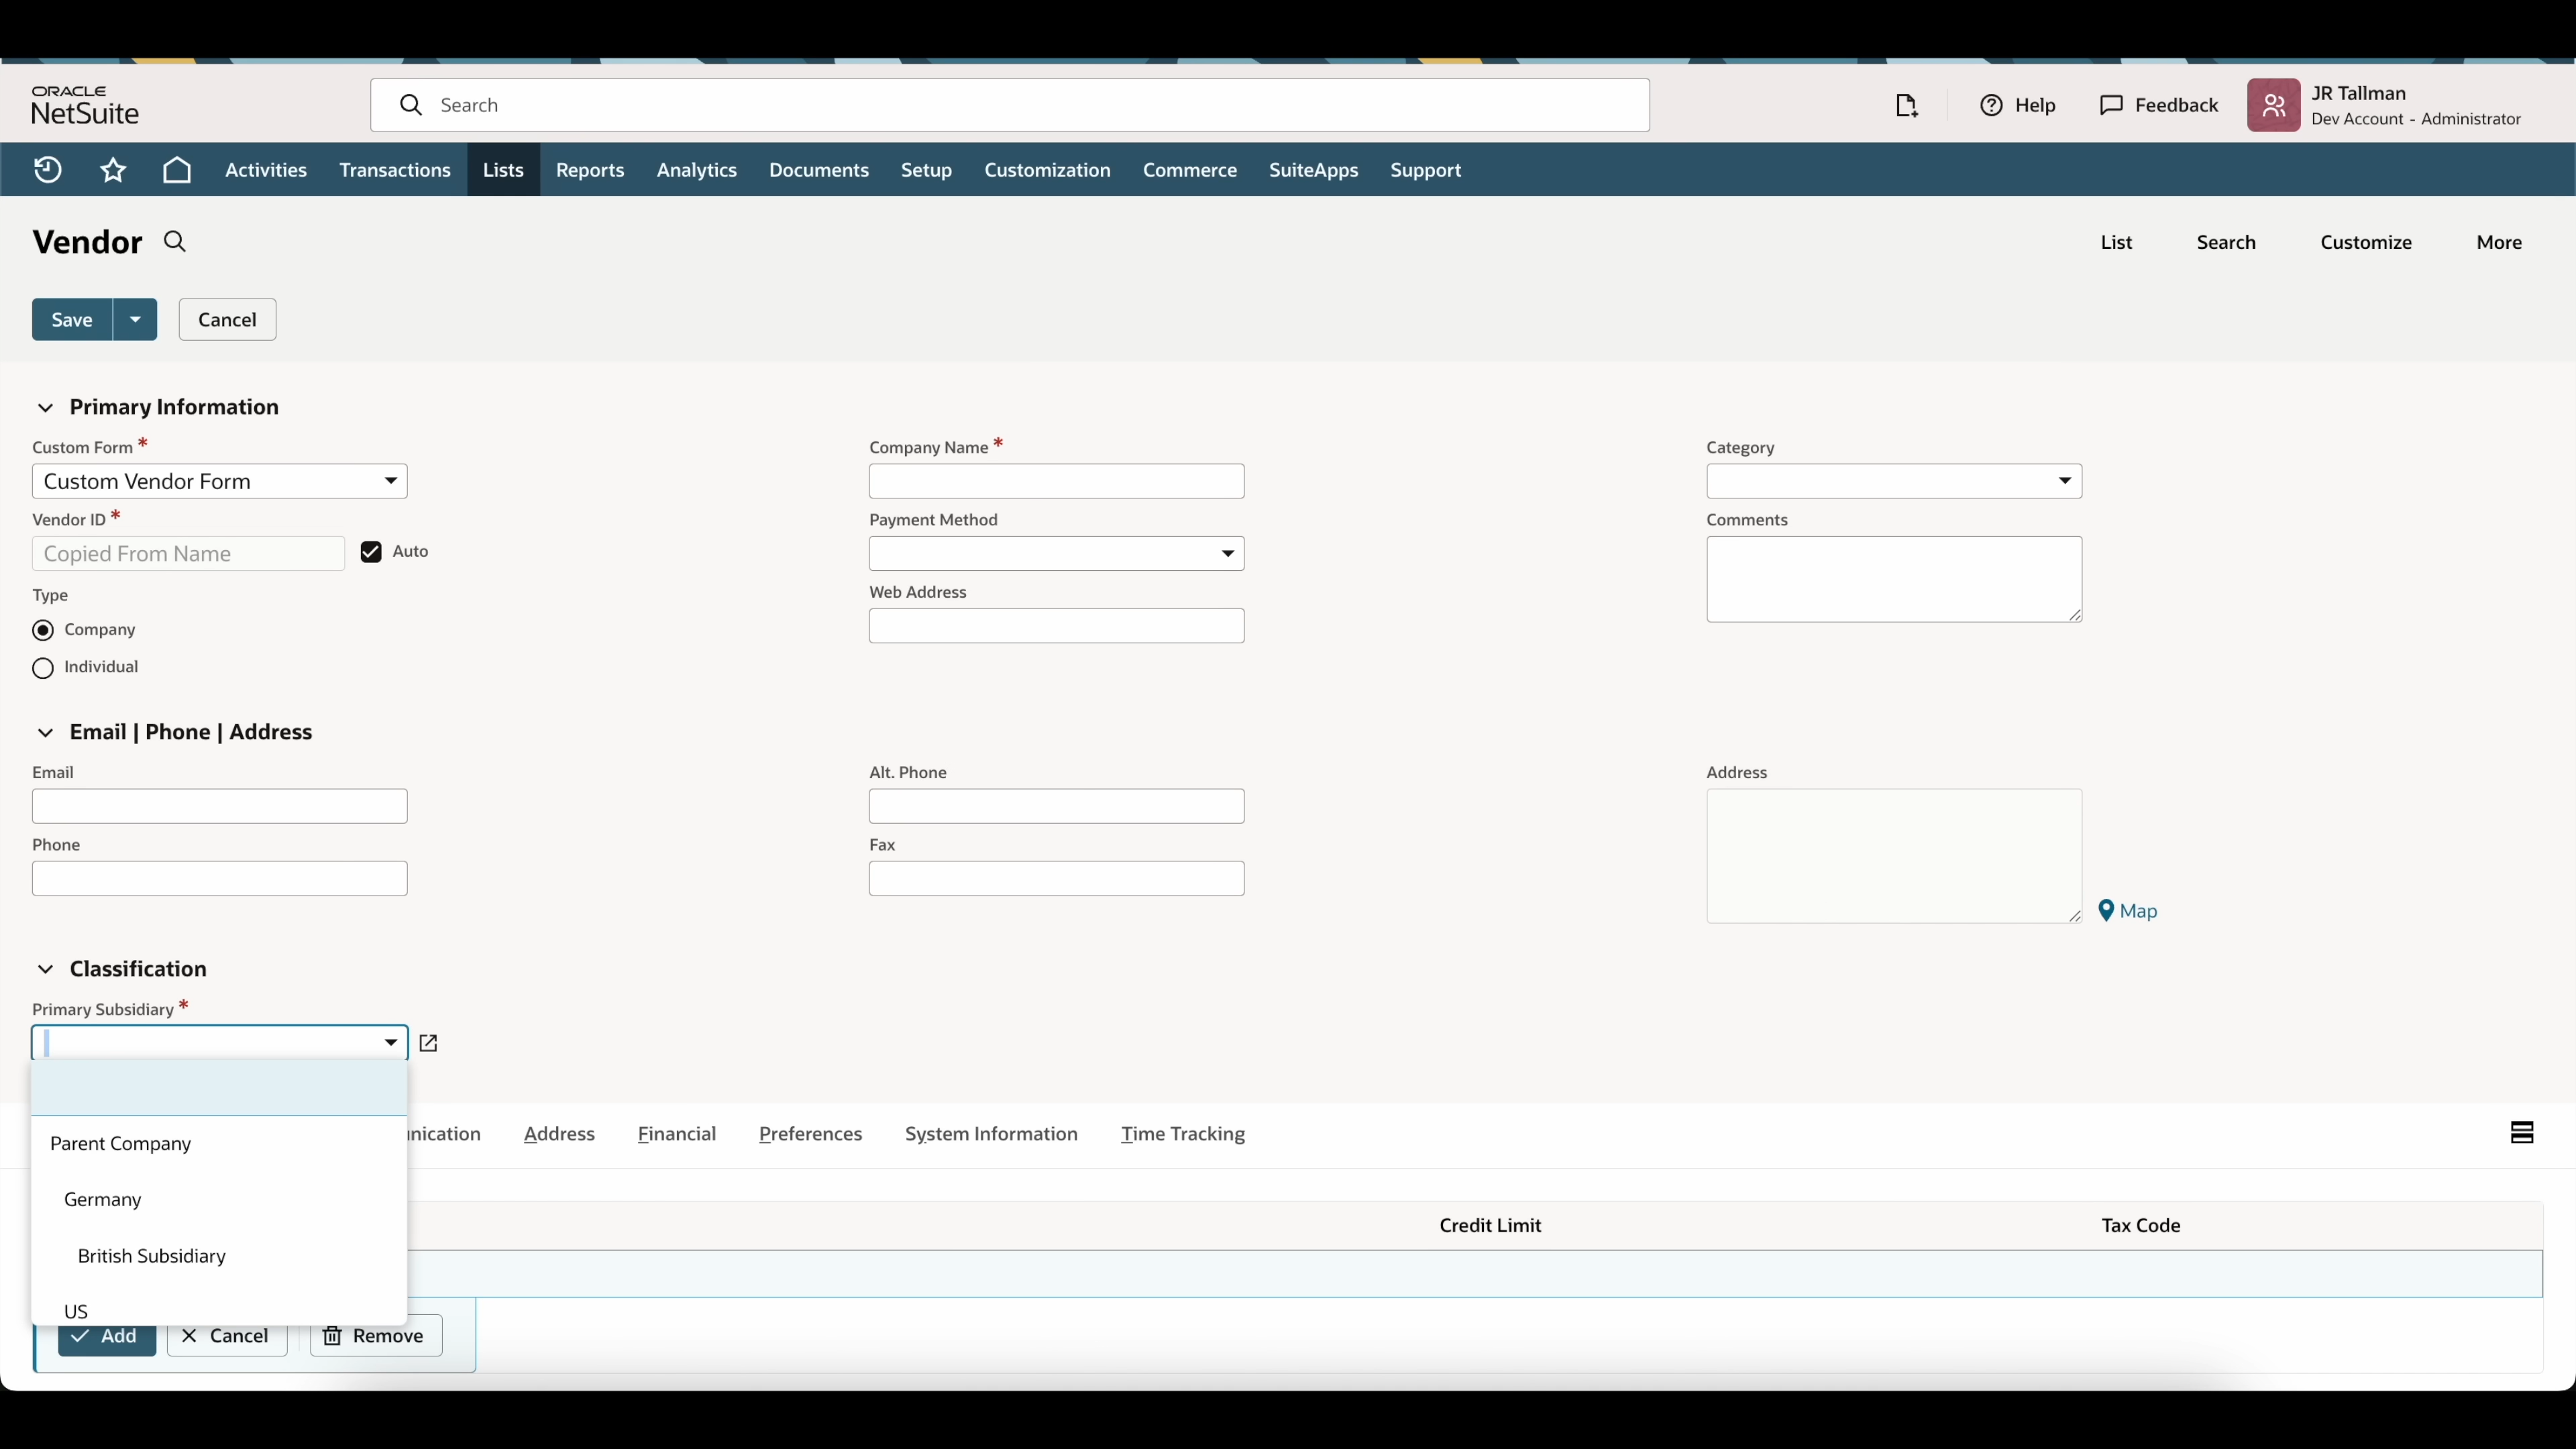 ORACLE
NetSuite
Search
Help
Feedback
JR Tallman
Dev Account - Administrator
Activities
Transactions
Lists
Reports
Analytics
Documents
Setup
Customization
Commerce
SuiteApps
Support
Vendor
List
Search
Customize
More
Save
Cancel
Primary Information
Custom Form *
Custom Vendor Form
Vendor ID *
Copied From Name
Auto
Type
Company
Individual
Company Name *
Payment Method
Web Address
Category
Comments
Email | Phone | Address
Email
Phone
Alt. Phone
Fax
Address
Map
Classification
Primary Subsidiary *
Parent Company
Germany
British Subsidiary
US
nication
Address
Financial
Preferences
System Information
Time Tracking
Credit Limit
Tax Code
Add
Cancel
Remove